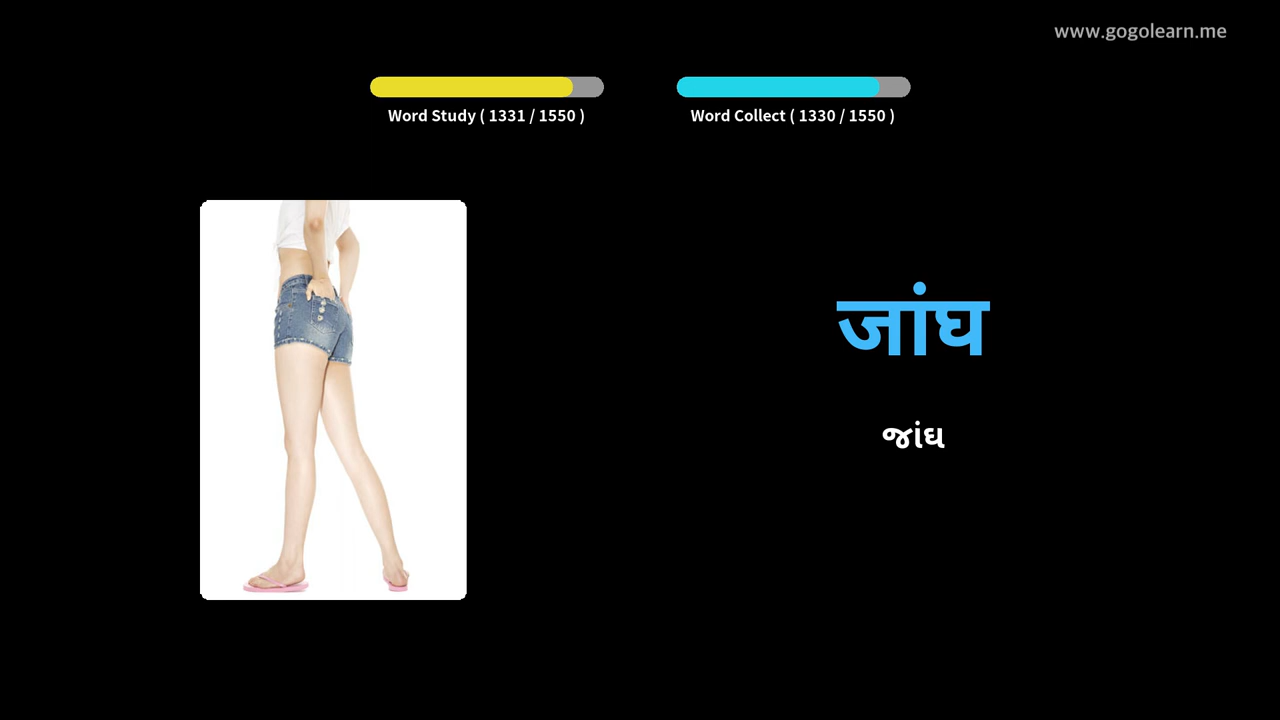 www.gogolearn.me
Word Study ( 1331 / 1550 )
Word Collect ( 1330 / 1550 )
जांघ
જાંઘ